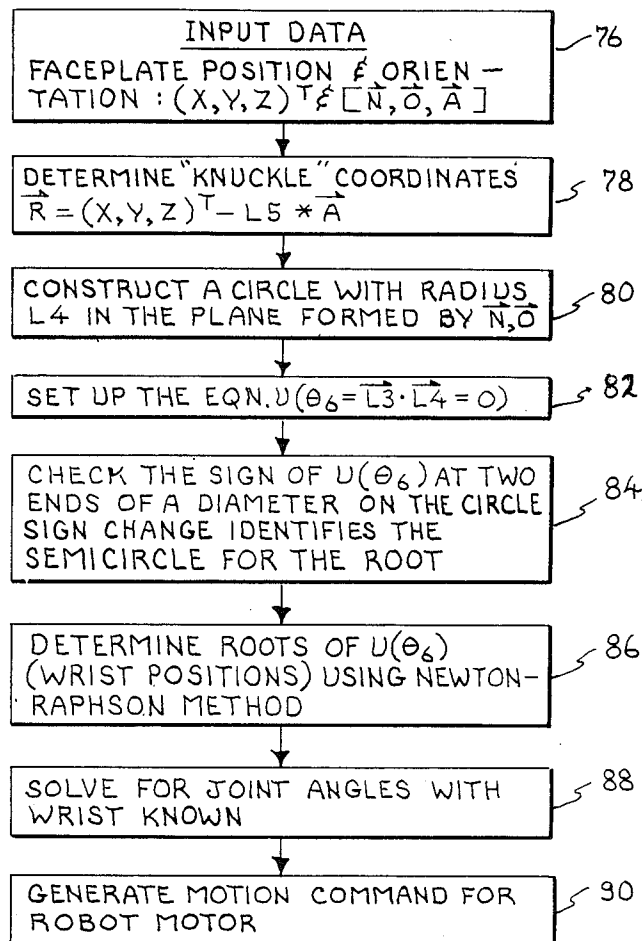 INPUT DATA
76
FACEPLATE POSITION & ORIEN-
TATION : (X,Y,Z)ᵀ & [N⃗, O⃗, A⃗]
DETERMINE "KNUCKLE" COORDINATES
78
R⃗ = (X,Y,Z)ᵀ - L5 * A⃗
CONSTRUCT A CIRCLE WITH RADIUS
80
L4 IN THE PLANE FORMED BY N⃗,O⃗
SET UP THE EQN. U(θ₆ = L3⃗ · L4⃗ = 0)
82
CHECK THE SIGN OF U(θ₆) AT TWO
84
ENDS OF A DIAMETER ON THE CIRCLE
SIGN CHANGE IDENTIFIES THE
SEMICIRCLE FOR THE ROOT
DETERMINE ROOTS OF U(θ₆)
86
(WRIST POSITIONS) USING NEWTON-
RAPHSON METHOD
SOLVE FOR JOINT ANGLES WITH
88
WRIST KNOWN
GENERATE MOTION COMMAND FOR
90
ROBOT MOTOR